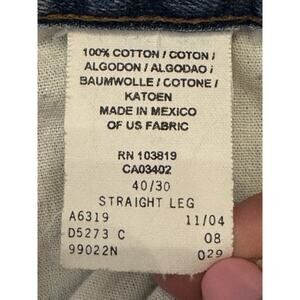 100% COTTON / COTON /
ALGODON / ALGODAO /
BAUMWOLLE / COTONE /
KATOEN
MADE IN MEXICO
OF US FABRIC
RN 103819
CA03402
40/30
STRAIGHT LEG
A6319 11/04
D5273 C 08
99022N 029